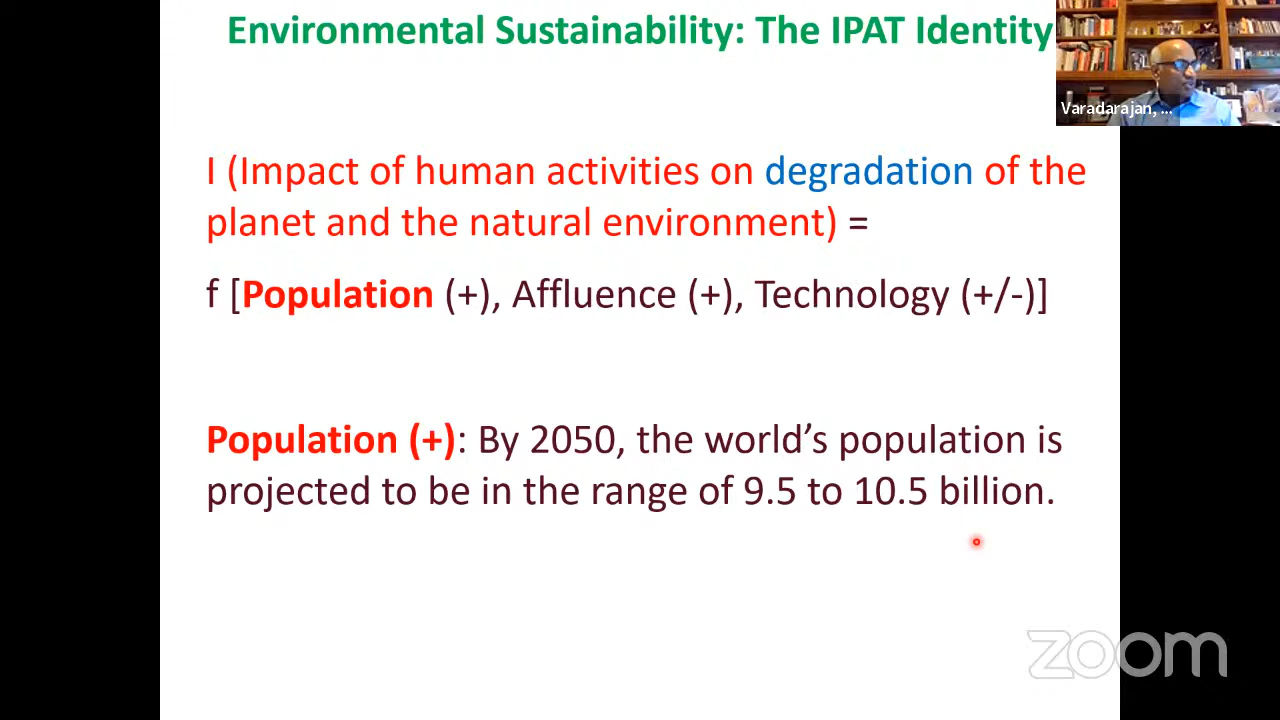 Environmental Sustainability: The IPAT Identity
Varadarajan, ...
I (Impact of human activities on degradation of the
planet and the natural environment) =
f [Population (+), Affluence (+), Technology (+/-)]
Population (+): By 2050, the world’s population is
projected to be in the range of 9.5 to 10.5 billion.
zoom